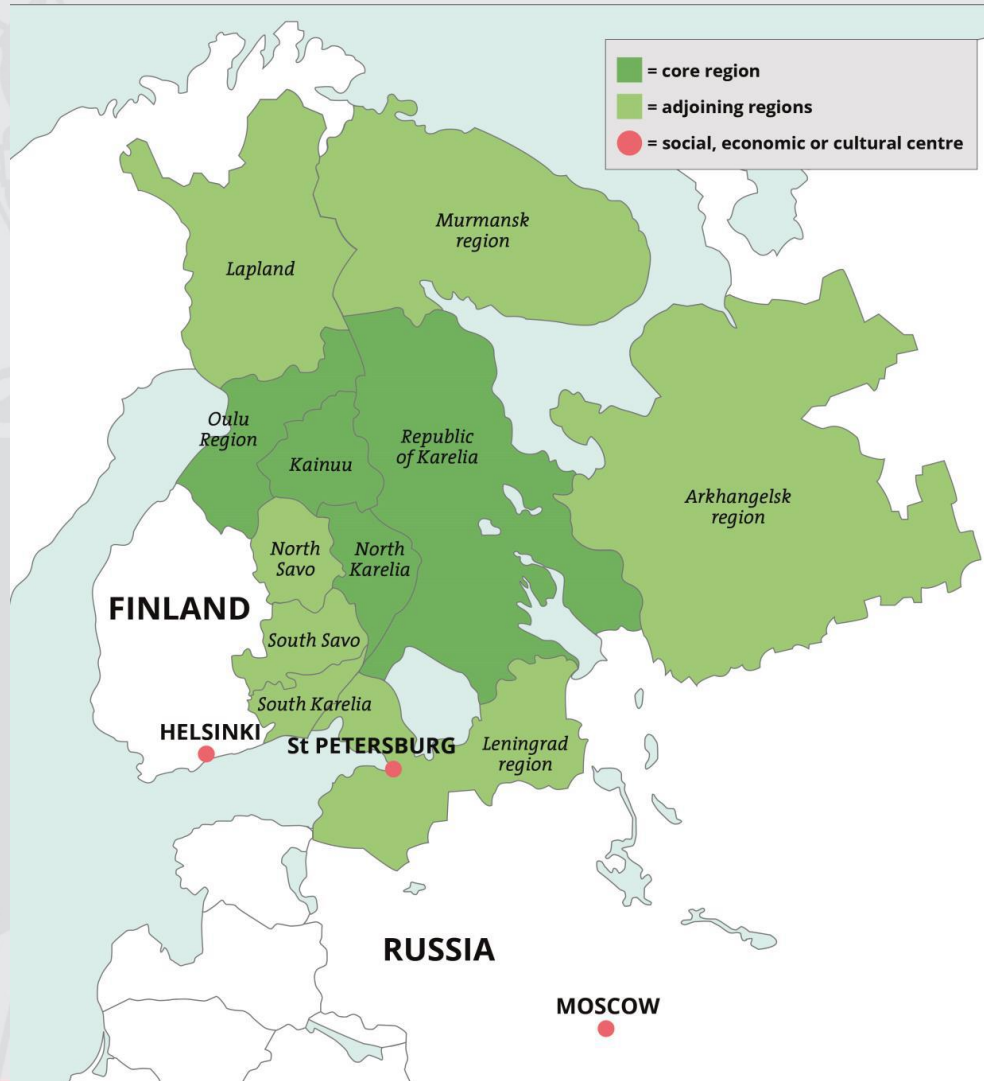 = core region
= adjoining regions
= social, economic or cultural centre
Murmansk
region
Lapland
Oulu
Region
Kainuu
Republic
of Karelia
Arkhangelsk
region
North
Savo
North
Karelia
FINLAND
South Savo
South Karelia
HELSINKI
St PETERSBURG
Leningrad
region
RUSSIA
MOSCOW